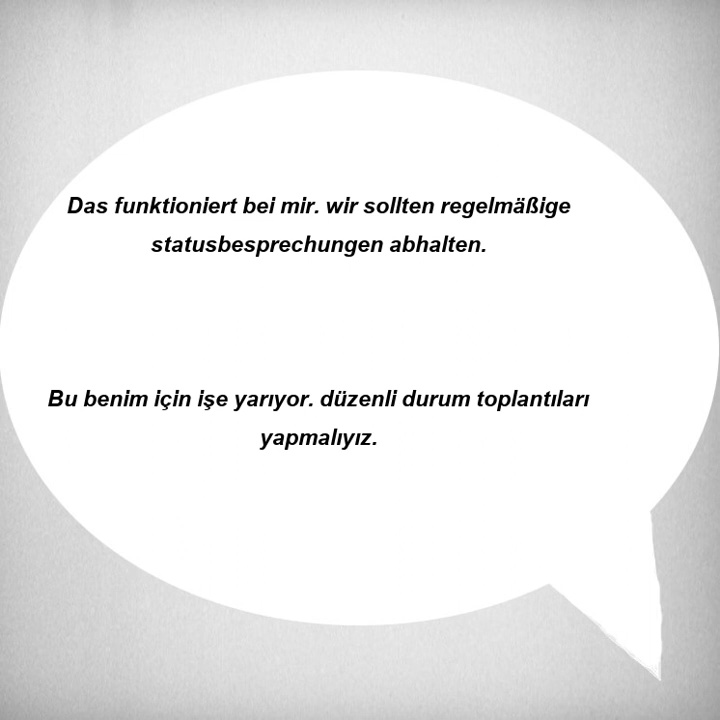 Das funktioniert bei mir. wir sollten regelmäßige
statusbesprechungen abhalten.
Bu benim için işe yarıyor. düzenli durum toplantıları
yapmalıyız.